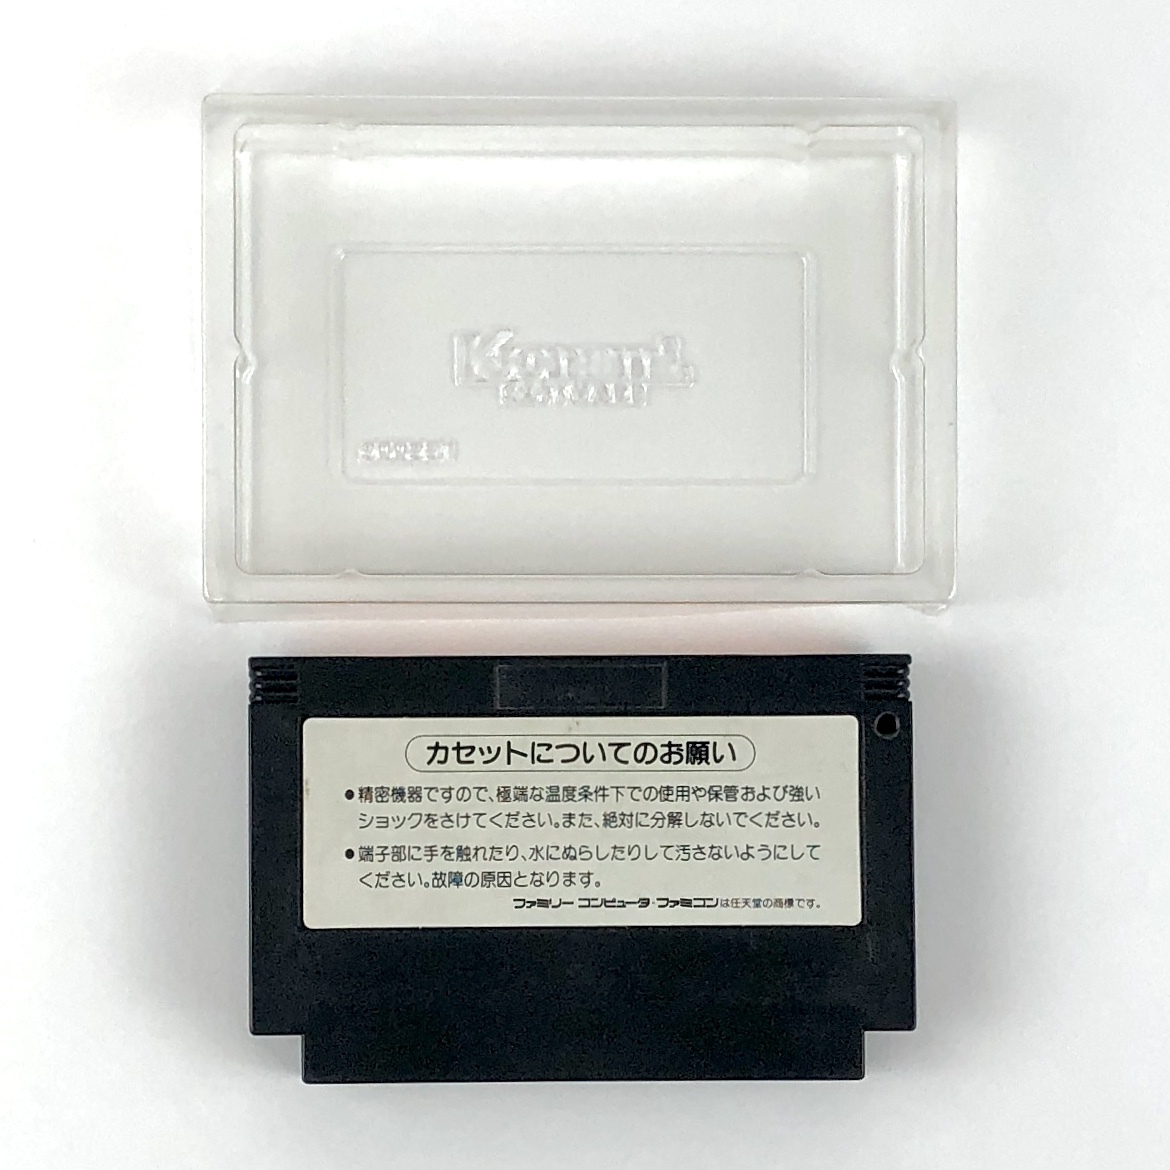 Konami
カセットについてのお願い
●精密機器ですので、極端な温度条件下での使用や保管および強い
ショックをさけてください。また、絶対に分解しないでください。
●端子部に手を触れたり、水にぬらしたりして汚さないようにして
ください。故障の原因となります。
ファミリー コンピュータ・ファミコンは任天堂の商標です。